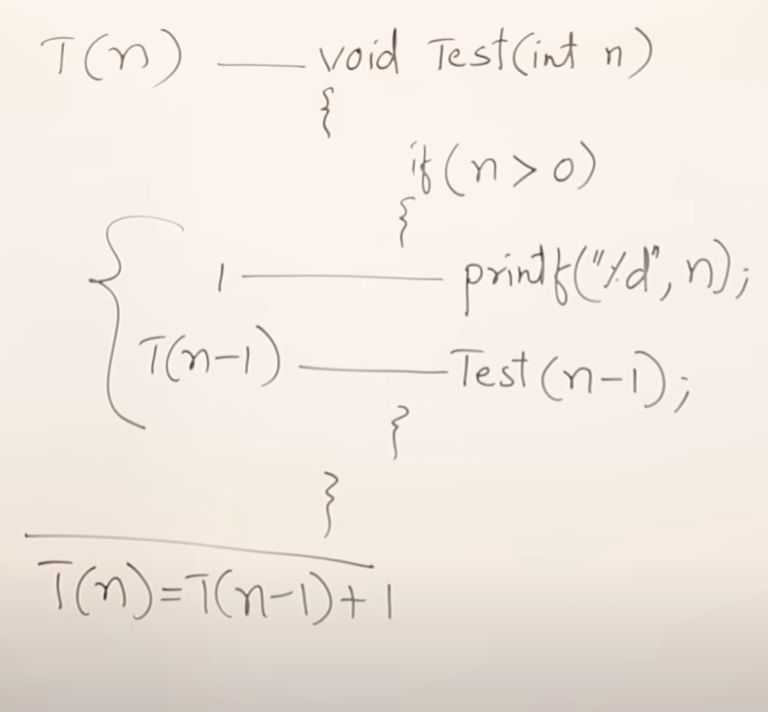 T(n) — void Test(int n)
{
if(n > 0)
{
1 — printf("%d", n);
T(n-1) — Test(n-1);
}
}
T(n)=T(n-1)+1